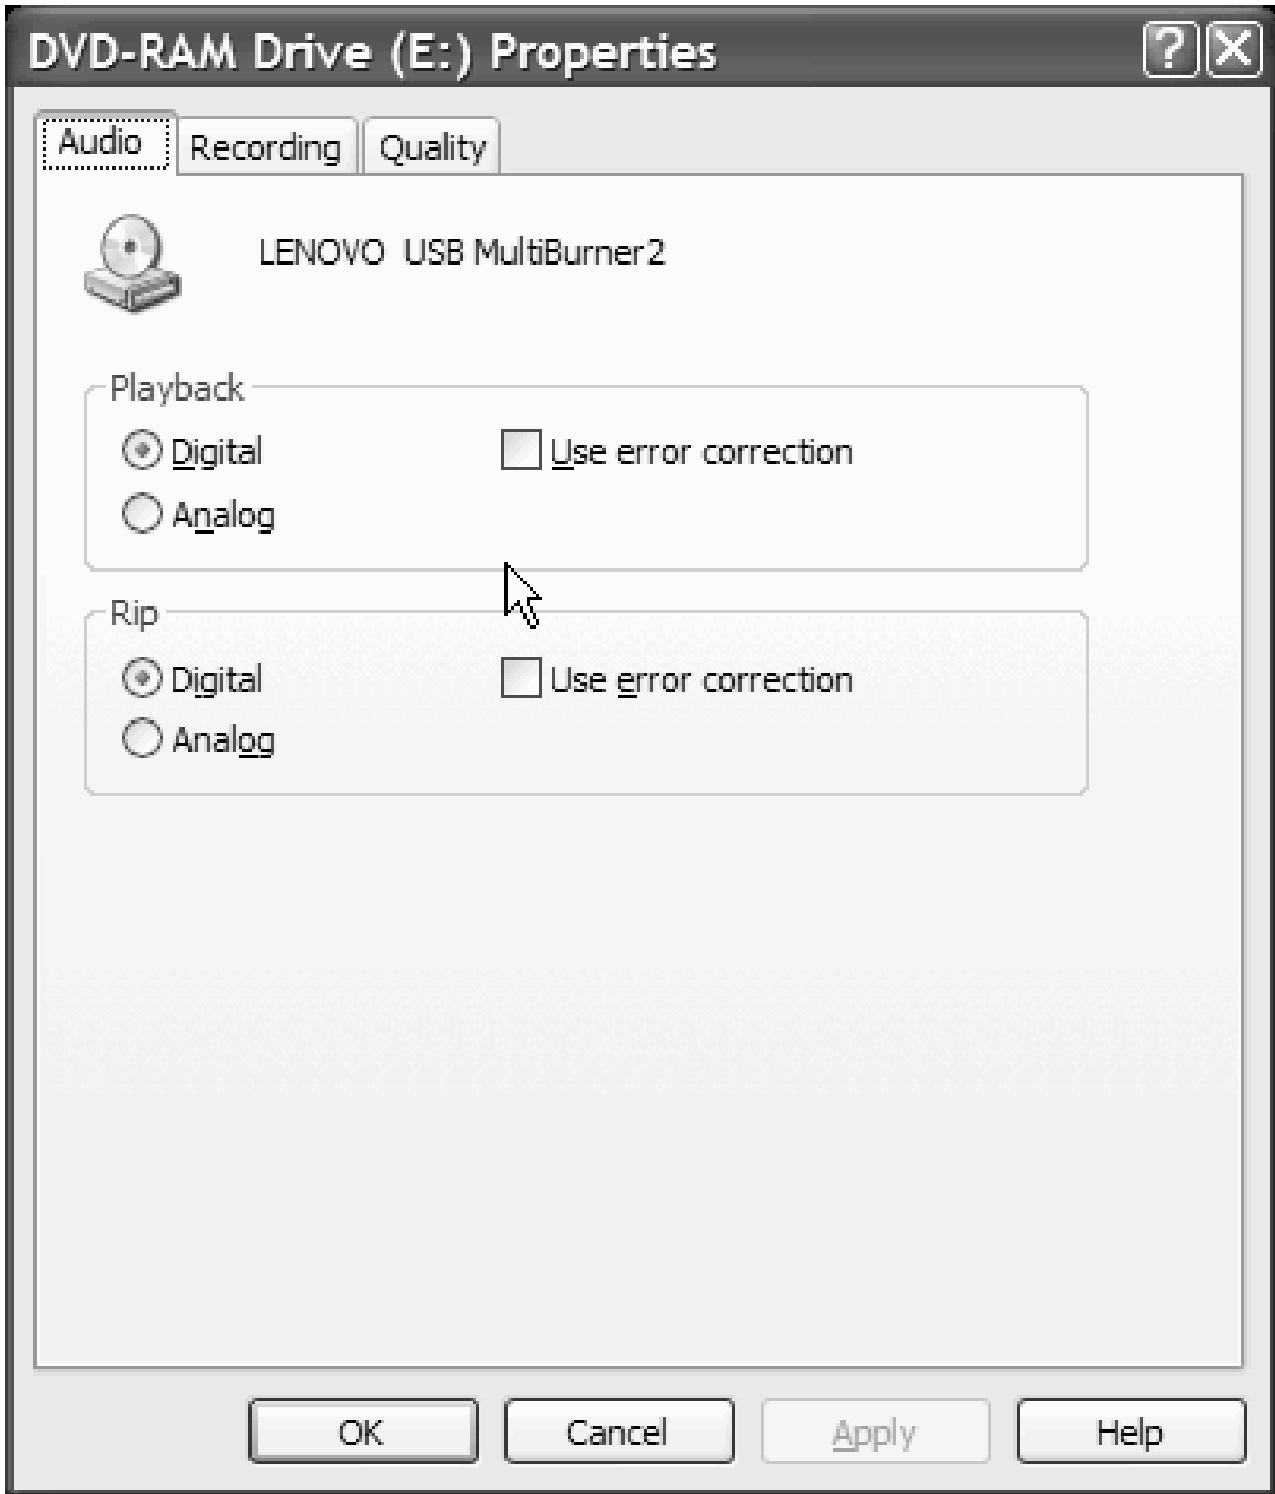 DVD-RAM Drive (E:) Properties
Audio Recording Quality
LENOVO USB MultiBurner2
Playback
Digital Use error correction
Analog
Rip
Digital Use error correction
Analog
OK Cancel Apply Help